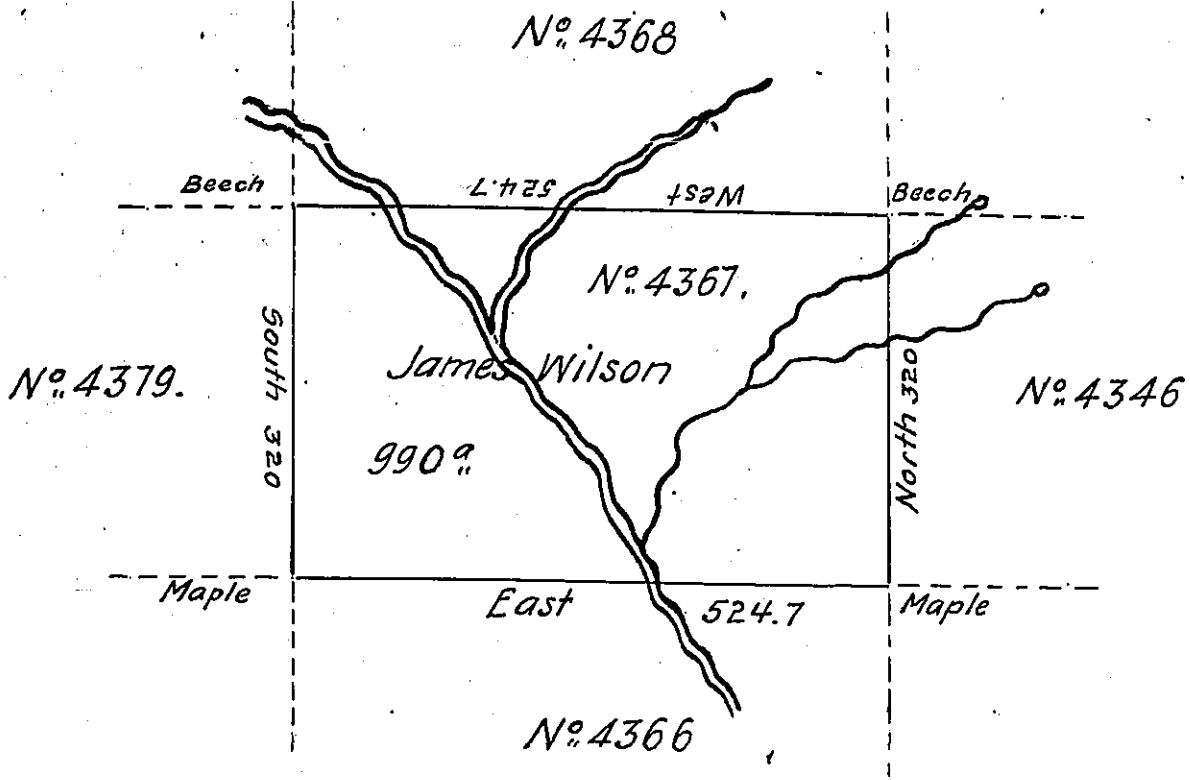 Nº 4368
Beech
524.7
West
Beech
Nº 4367.
South 320
James Wilson
Nº 4379.
North 320
Nº 4346
990 a
Maple
East
524.7
Maple
Nº 4366